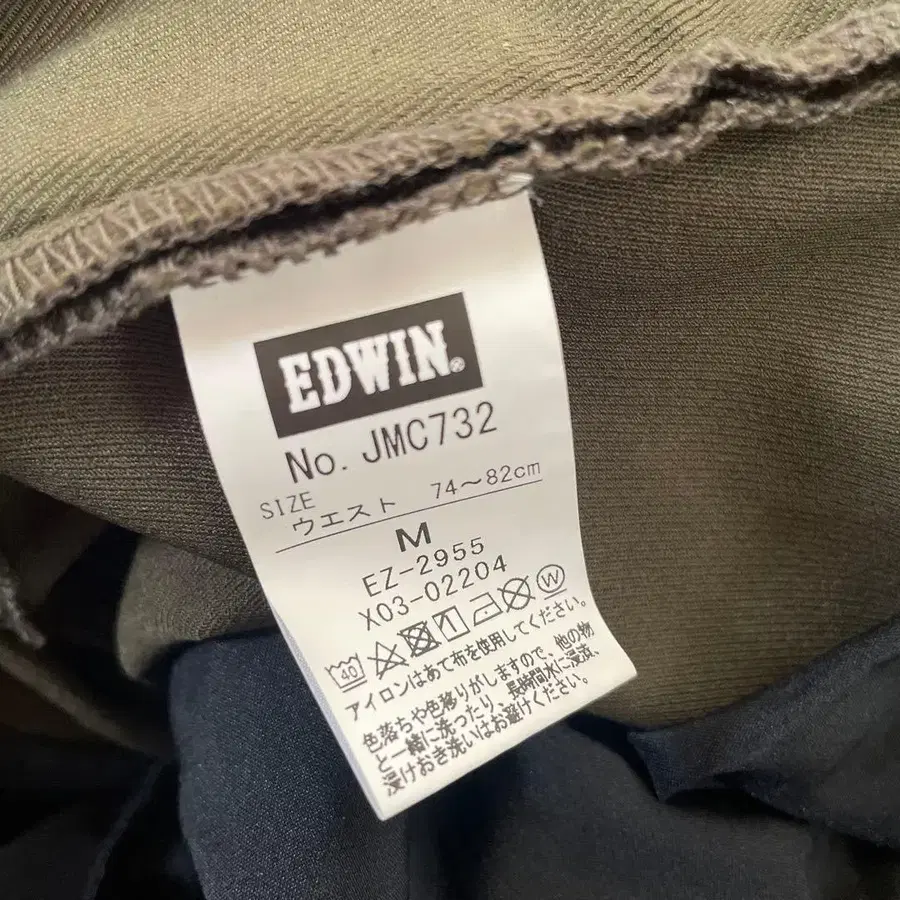 EDWIN®
No. JMC732
SIZE
ウエスト 74〜82cm
M
EZ-2955
X03-02204
40 W
アイロンはあて布を使用してください。
色落ちや色移りがしますので、他の物
と一緒に洗ったり、長時間水に浸漬、
浸けおき洗いはお避けください。